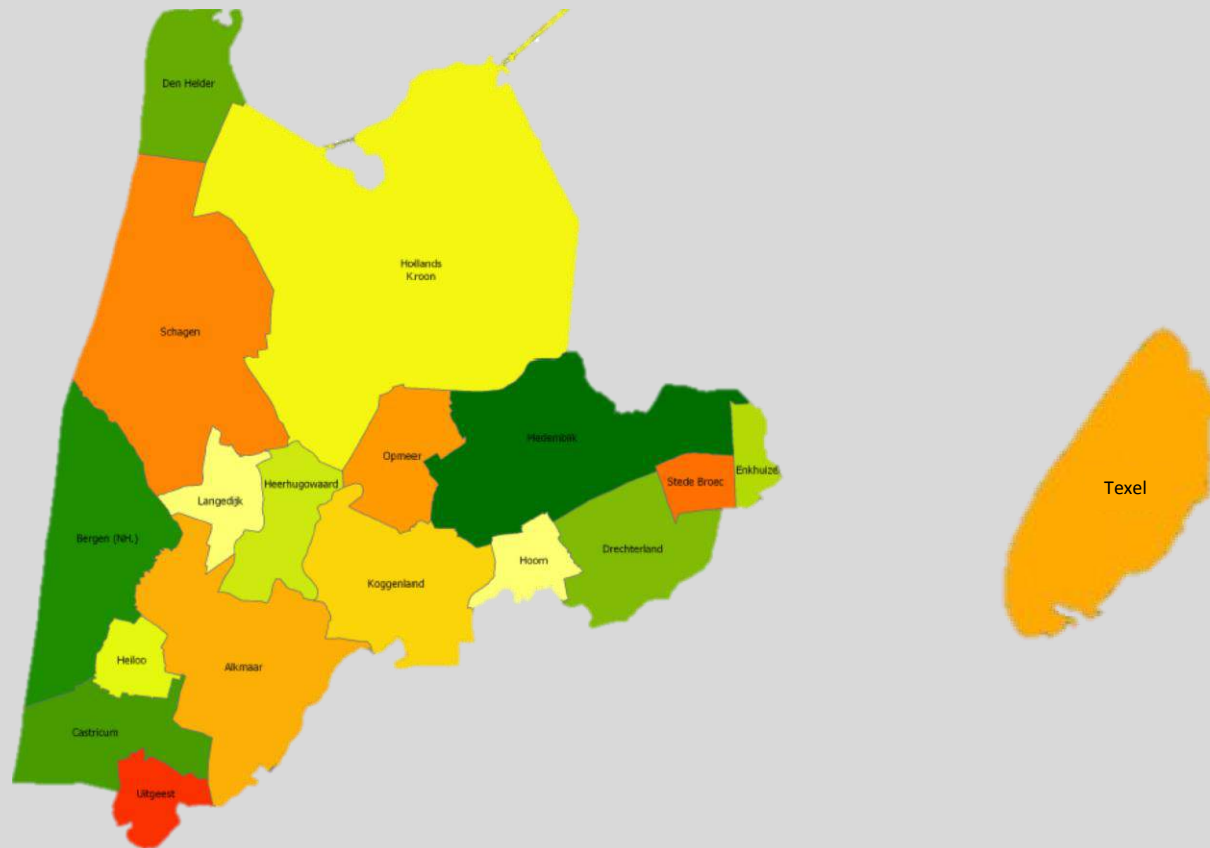 Den Helder
Hollands
Kroon
Schagen
Opmeer
Medemblik
Heerhugowaard
Stede Broec
Enkhuize
Langedijk
Texel
Bergen (NH.)
Drechterland
Hoorn
Koggenland
Heiloo
Alkmaar
Castricum
Uitgeest